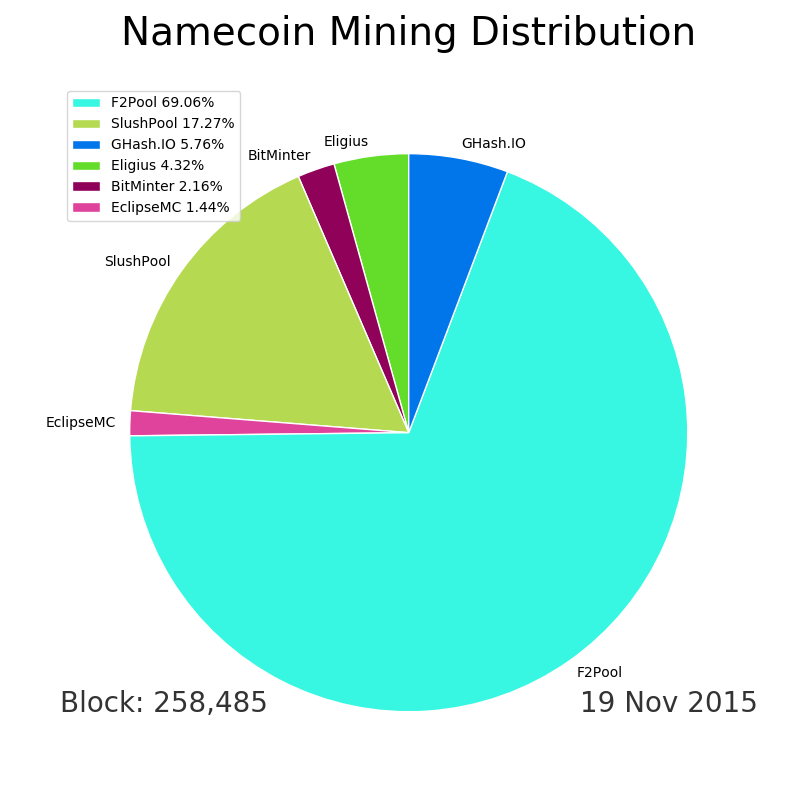 Namecoin Mining Distribution
F2Pool 69.06%
SlushPool 17.27%
GHash.IO 5.76%
Eligius 4.32%
BitMinter 2.16%
EclipseMC 1.44%
GHash.IO
Eligius
BitMinter
SlushPool
EclipseMC
F2Pool
Block: 258,485
19 Nov 2015